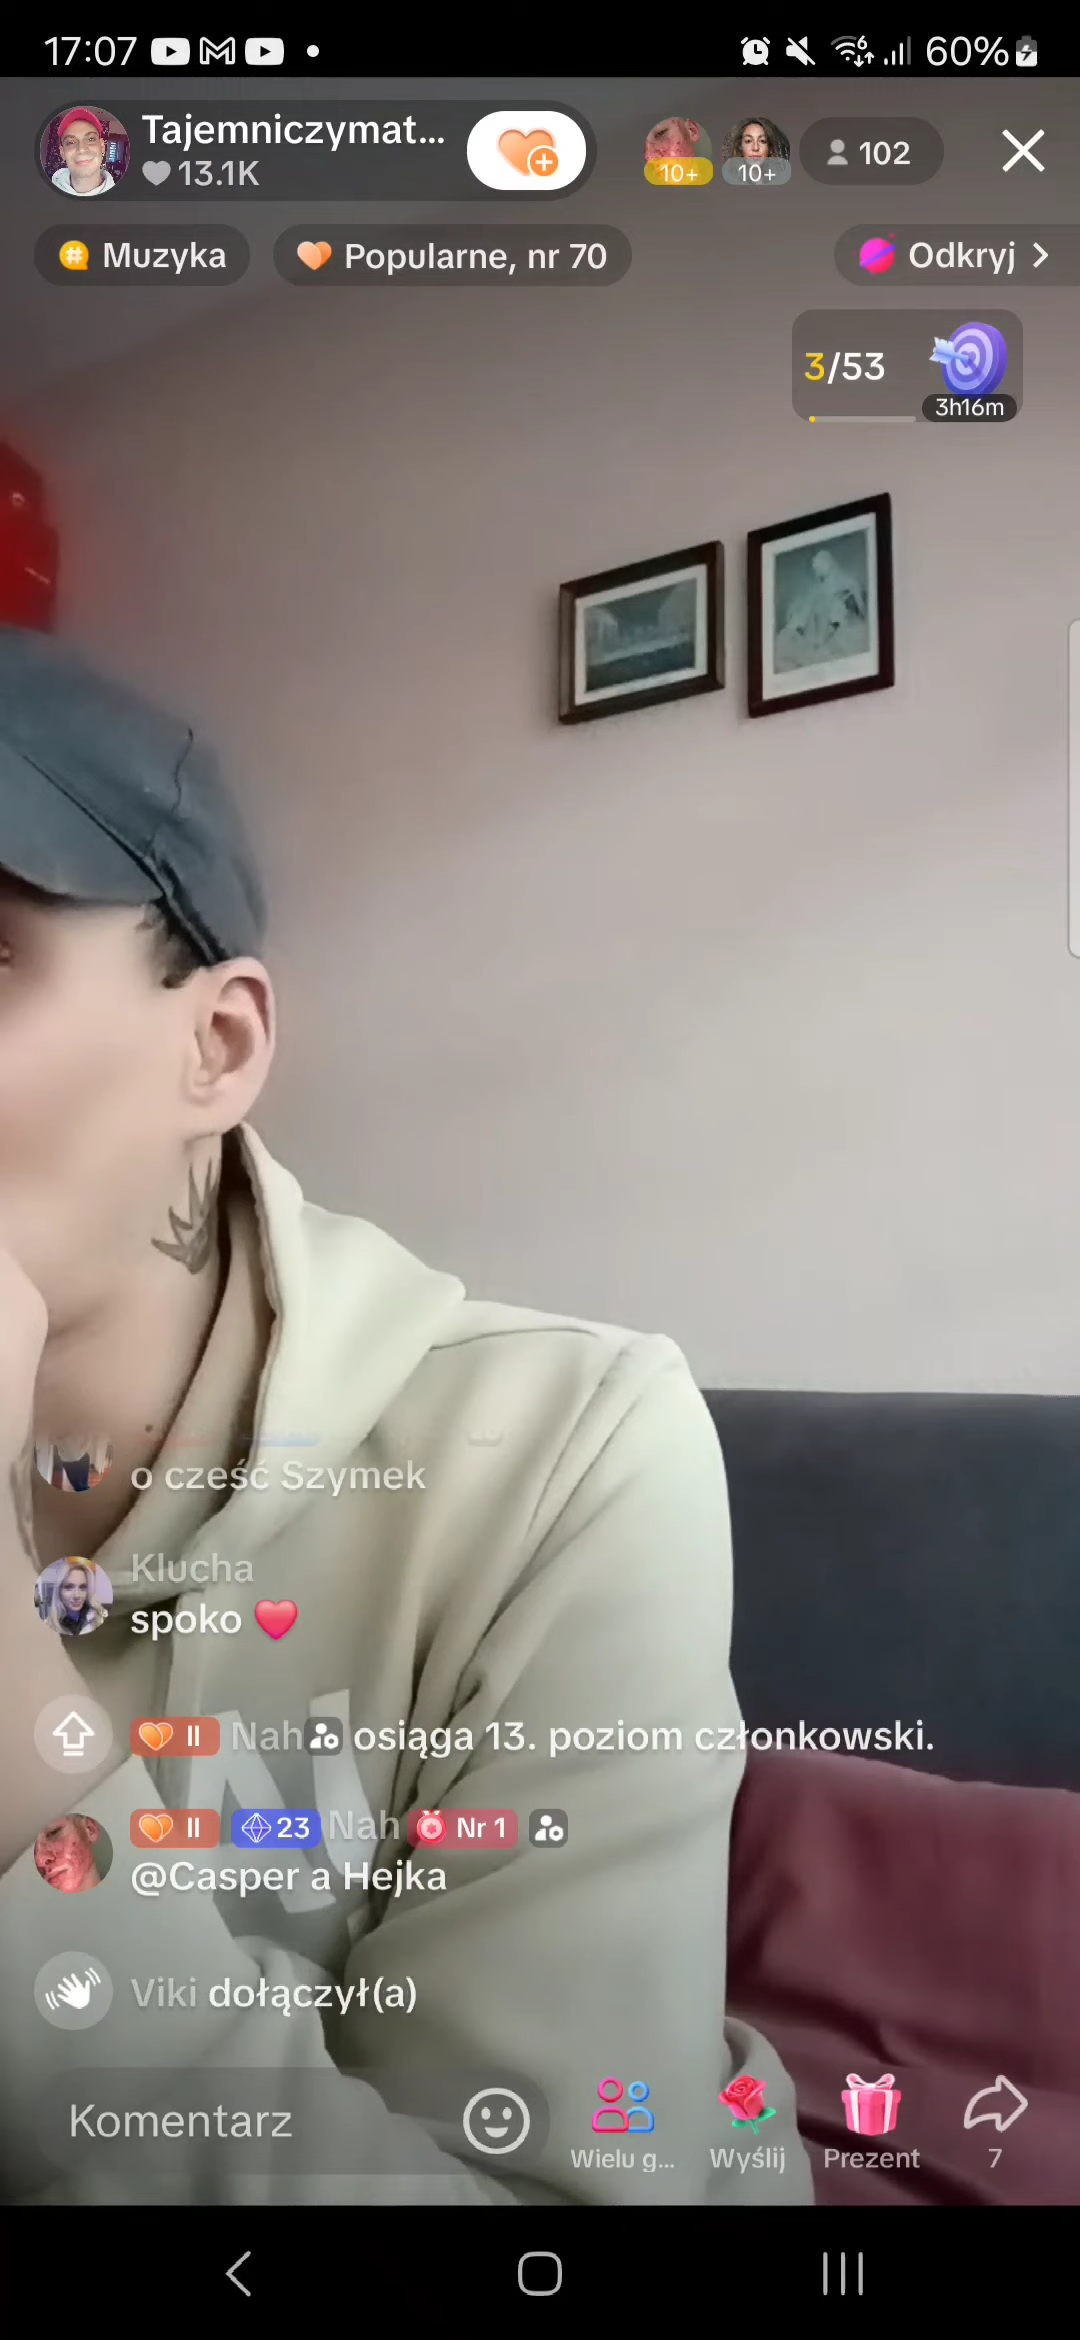 17:07
60%
Tajemniczymat...
13.1K
10+
10+
102
Muzyka
Popularne, nr 70
Odkryj
3/53
3h16m
o cześć Szymek
Klucha
spoko ❤️
II Nah osiąga 13. poziom członkowski.
II 23 Nah Nr 1
@Casper a Hejka
Viki dołączył(a)
Komentarz
Wielu g...
Wyślij
Prezent
7